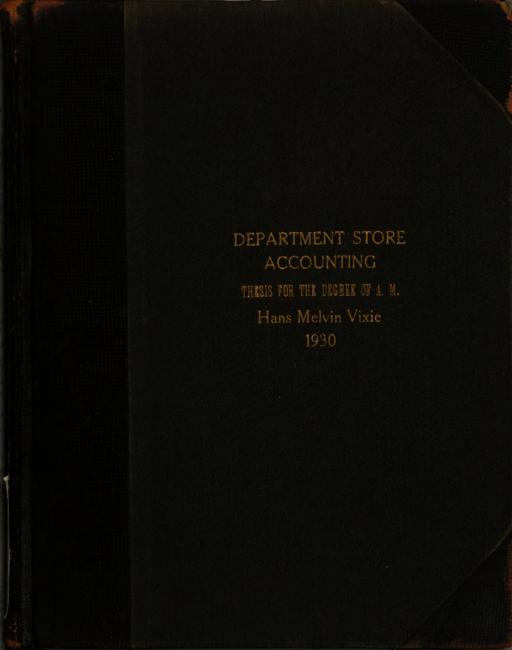 DEPARTMENT STORE
ACCOUNTING
THESIS FOR THE DEGREE OF A. M.
Hans Melvin Vixie
1930